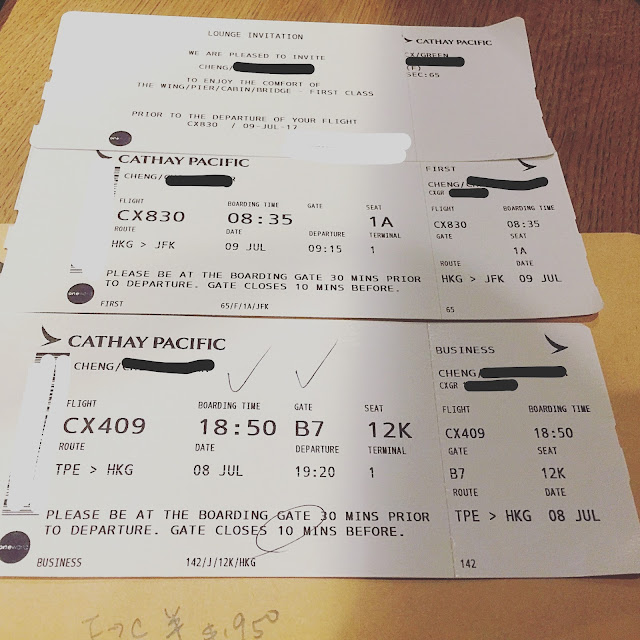 LOUNGE INVITATION
WE ARE PLEASED TO INVITE
CHENG/
TO ENJOY THE COMFORT OF
THE WING/PIER/CABIN/BRIDGE - FIRST CLASS
PRIOR TO THE DEPARTURE OF YOUR FLIGHT
CX830 / 09-JUL-17
CATHAY PACIFIC
CX/GREEN
(F)
SEC:65
CATHAY PACIFIC
CHENG/
FLIGHT BOARDING TIME GATE SEAT
CX830 08:35 1A
ROUTE DATE DEPARTURE TERMINAL
HKG > JFK 09 JUL 09:15 1
PLEASE BE AT THE BOARDING GATE 30 MINS PRIOR
TO DEPARTURE. GATE CLOSES 10 MINS BEFORE.
oneworld
FIRST 65/F/1A/JFK
FIRST
CHENG/
CXGR
FLIGHT BOARDING TIME
CX830 08:35
GATE SEAT
1A
ROUTE DATE
HKG > JFK 09 JUL
65
CATHAY PACIFIC
CHENG/C
FLIGHT BOARDING TIME GATE SEAT
CX409 18:50 B7 12K
ROUTE DATE DEPARTURE TERMINAL
TPE > HKG 08 JUL 19:20 1
PLEASE BE AT THE BOARDING GATE 30 MINS PRIOR
TO DEPARTURE. GATE CLOSES 10 MINS BEFORE.
oneworld
BUSINESS 142/J/12K/HKG
BUSINESS
CHENG/
CXGR
FLIGHT BOARDING TIME
CX409 18:50
GATE SEAT
B7 12K
ROUTE DATE
TPE > HKG 08 JUL
142